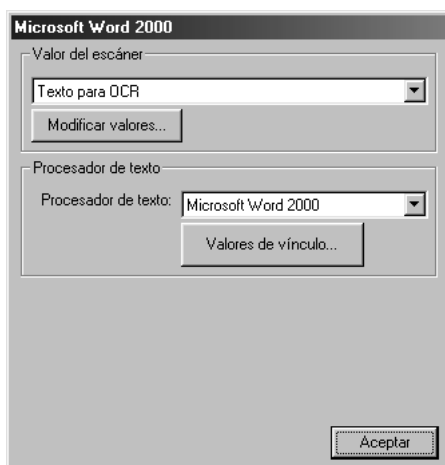 Microsoft Word 2000
Valor del escáner
Texto para OCR
Modificar valores...
Procesador de texto
Procesador de texto: Microsoft Word 2000
Valores de vínculo...
Aceptar